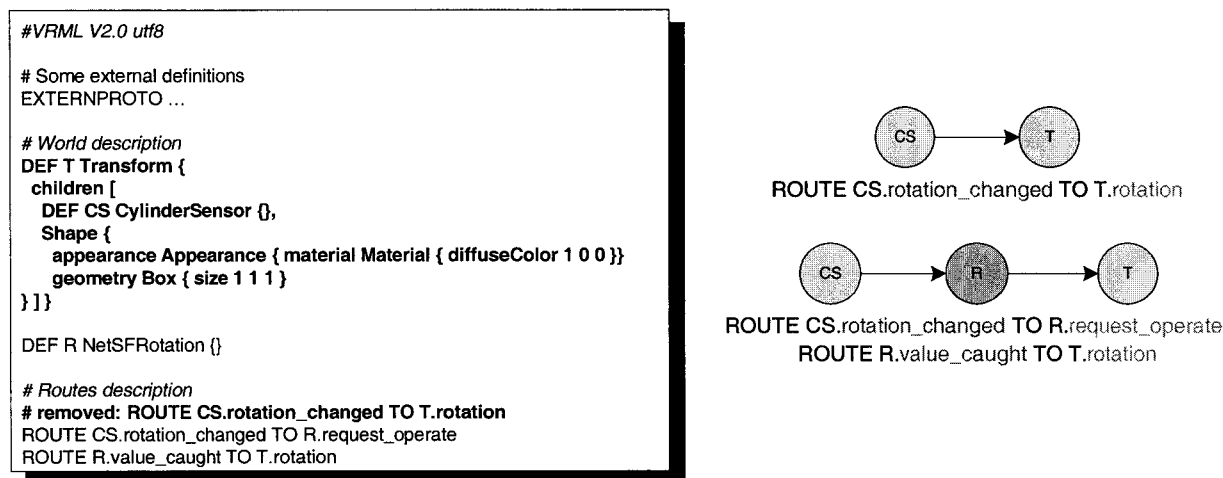 #VRML V2.0 utf8
# Some external definitions
EXTERNPROTO ...
# World description
DEF T Transform {
children [
DEF CS CylinderSensor {},
Shape {
appearance Appearance { material Material { diffuseColor 1 0 0 }}
geometry Box { size 1 1 1 }
} ] }
DEF R NetSFRotation {}
# Routes description
# removed: ROUTE CS.rotation_changed TO T.rotation
ROUTE CS.rotation_changed TO R.request_operate
ROUTE R.value_caught TO T.rotation
CS T
ROUTE CS.rotation_changed TO T.rotation
CS R T
ROUTE CS.rotation_changed TO R.request_operate
ROUTE R.value_caught TO T.rotation